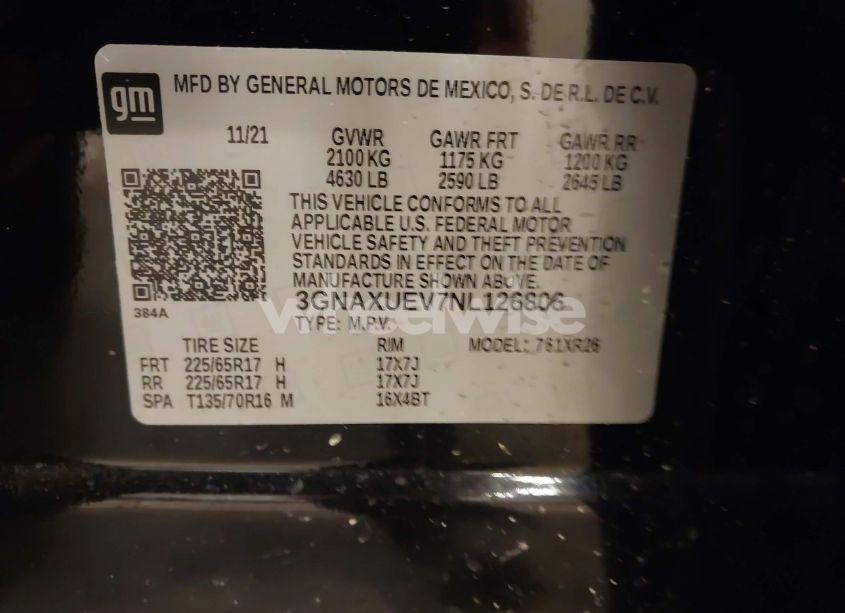 gm MFD BY GENERAL MOTORS DE MEXICO, S. DE R.L. DE C.V.
11/21 GVWR GAWR FRT GAWR RR
2100 KG 1175 KG 1200 KG
4630 LB 2590 LB 2645 LB
THIS VEHICLE CONFORMS TO ALL
APPLICABLE U.S. FEDERAL MOTOR
VEHICLE SAFETY AND THEFT PREVENTION
STANDARDS IN EFFECT ON THE DATE OF
MANUFACTURE SHOWN ABOVE.
384A
3GNAXUEV7NL126806
TYPE: M.P.V.
TIRE SIZE RIM MODEL: 761XR26
FRT 225/65R17 H 17X7J
RR 225/65R17 H 17X7J
SPA T135/70R16 M 16X4BT